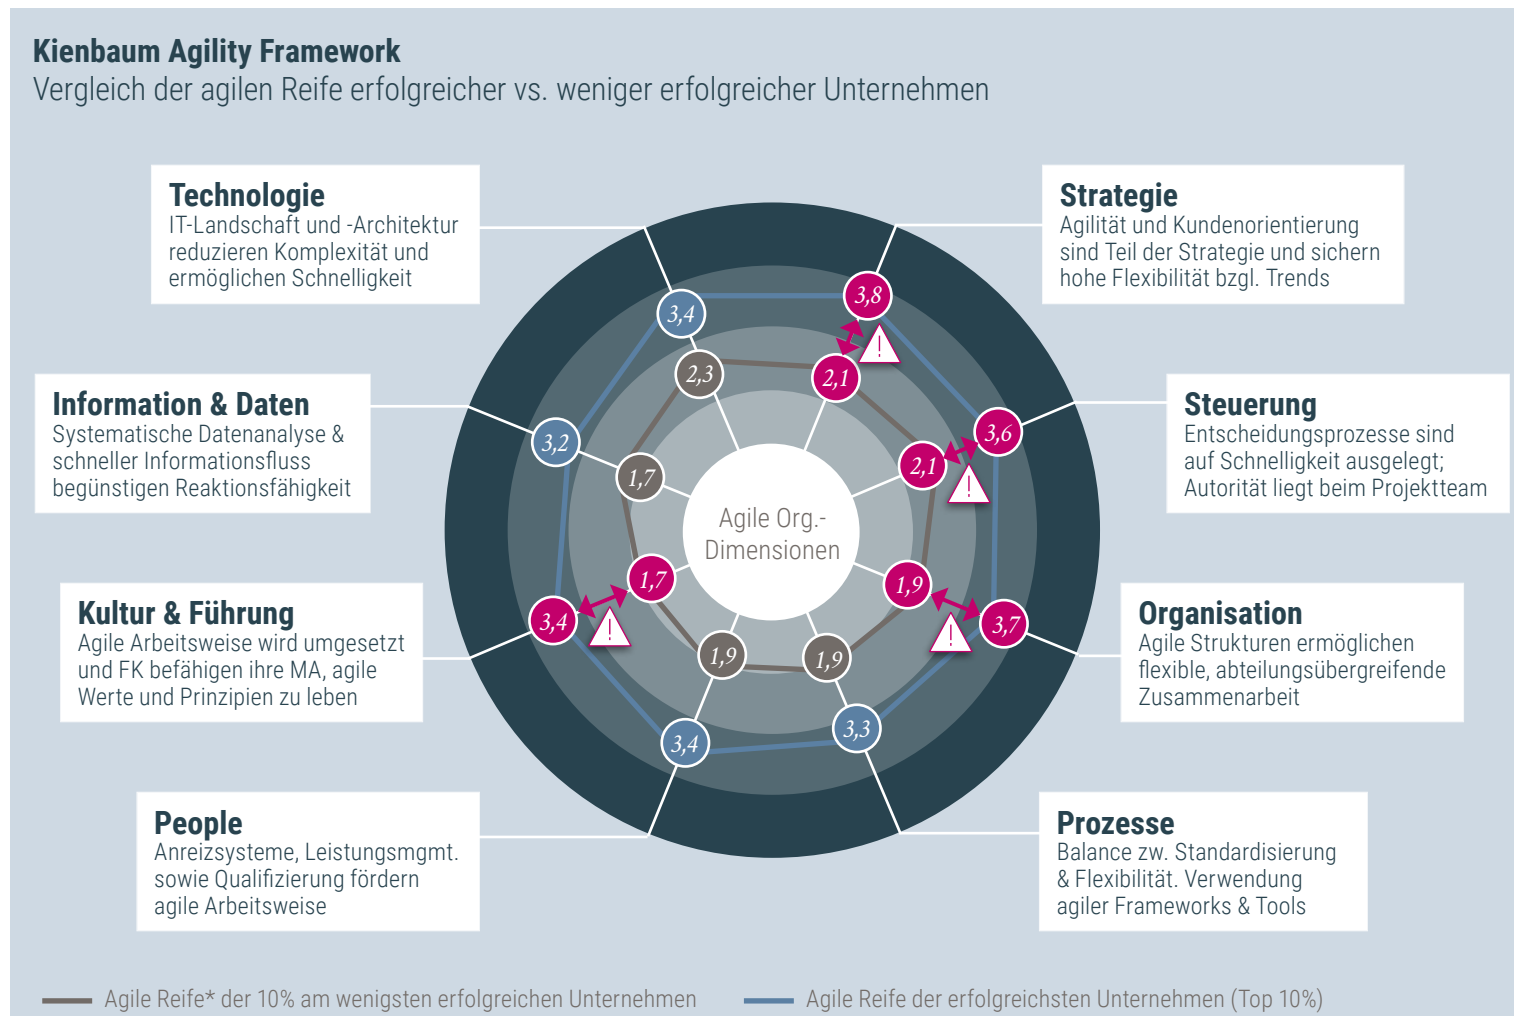 Kienbaum Agility Framework
Vergleich der agilen Reife erfolgreicher vs. weniger erfolgreicher Unternehmen
Technologie
IT-Landschaft und -Architektur
reduzieren Komplexität und
ermöglichen Schnelligkeit
Strategie
Agilität und Kundenorientierung
sind Teil der Strategie und sichern
hohe Flexibilität bzgl. Trends
3,4
3,8
!
2,3
2,1
Information & Daten
Systematische Datenanalyse &
schneller Informationsfluss
begünstigen Reaktionsfähigkeit
Steuerung
Entscheidungsprozesse sind
auf Schnelligkeit ausgelegt;
Autorität liegt beim Projektteam
3,2
3,6
1,7
2,1
!
Agile Org.-
Dimensionen
Kultur & Führung
Agile Arbeitsweise wird umgesetzt
und FK befähigen ihre MA, agile
Werte und Prinzipien zu leben
Organisation
Agile Strukturen ermöglichen
flexible, abteilungsübergreifende
Zusammenarbeit
1,7
1,9
3,4
!
!
3,7
1,9
1,9
3,4
3,3
People
Anreizsysteme, Leistungsmgmt.
sowie Qualifizierung fördern
agile Arbeitsweise
Prozesse
Balance zw. Standardisierung
& Flexibilität. Verwendung
agiler Frameworks & Tools
Agile Reife* der 10% am wenigsten erfolgreichen Unternehmen
Agile Reife der erfolgreichsten Unternehmen (Top 10%)